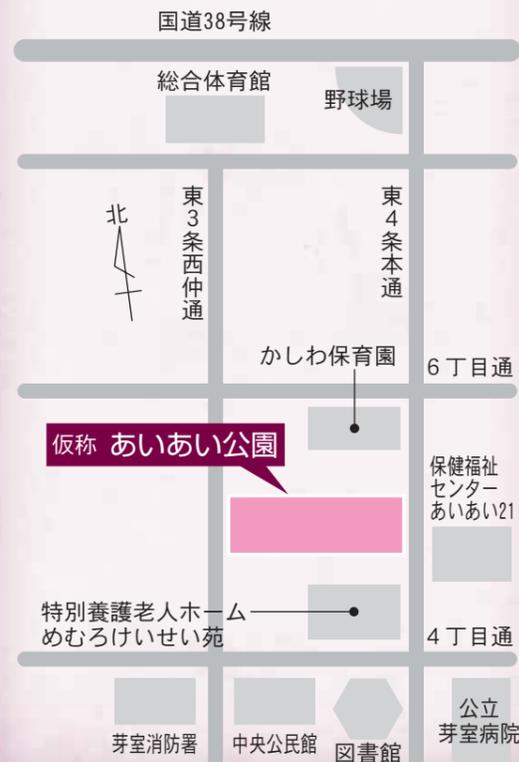 国道38号線
総合体育館
野球場
北
東3条西仲通
東4条本通
かしわ保育園
6丁目通
仮称 あいあい公園
保健福祉
センター
あいあい21
特別養護老人ホーム
めむろけいせい苑
4丁目通
芽室消防署
中央公民館
図書館
公立
芽室病院